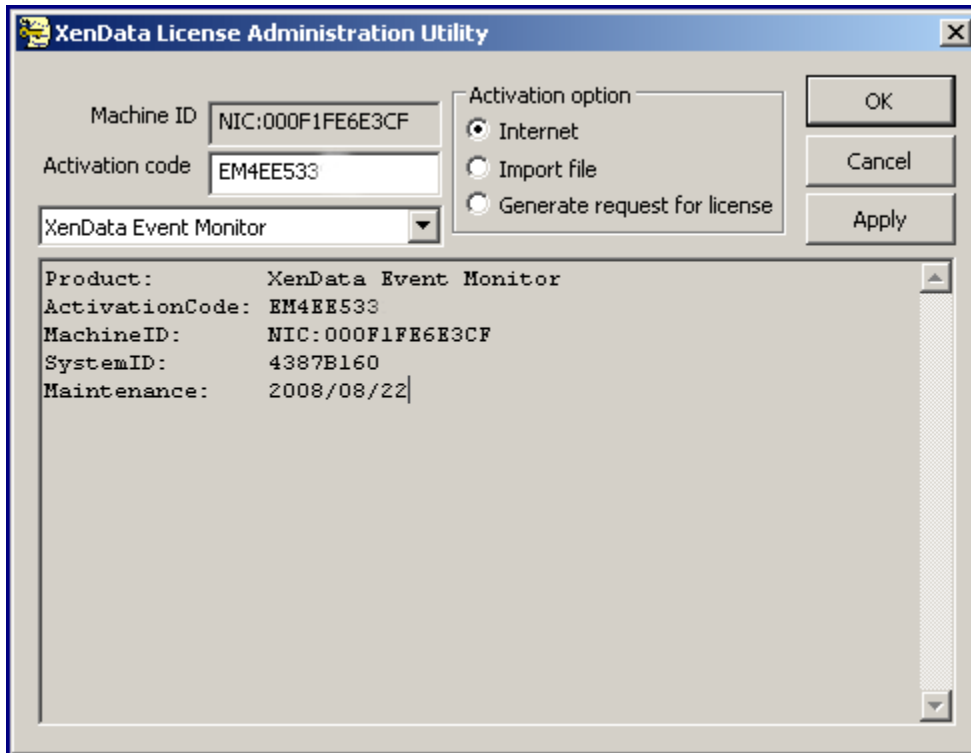 XenData License Administration Utility
Machine ID NIC:000F1FE6E3CF
Activation code EM4EE533
XenData Event Monitor
Activation option
Internet
Import file
Generate request for license
OK
Cancel
Apply
Product: XenData Event Monitor
ActivationCode: EM4EE533
MachineID: NIC:000F1FE6E3CF
SystemID: 4387B160
Maintenance: 2008/08/22